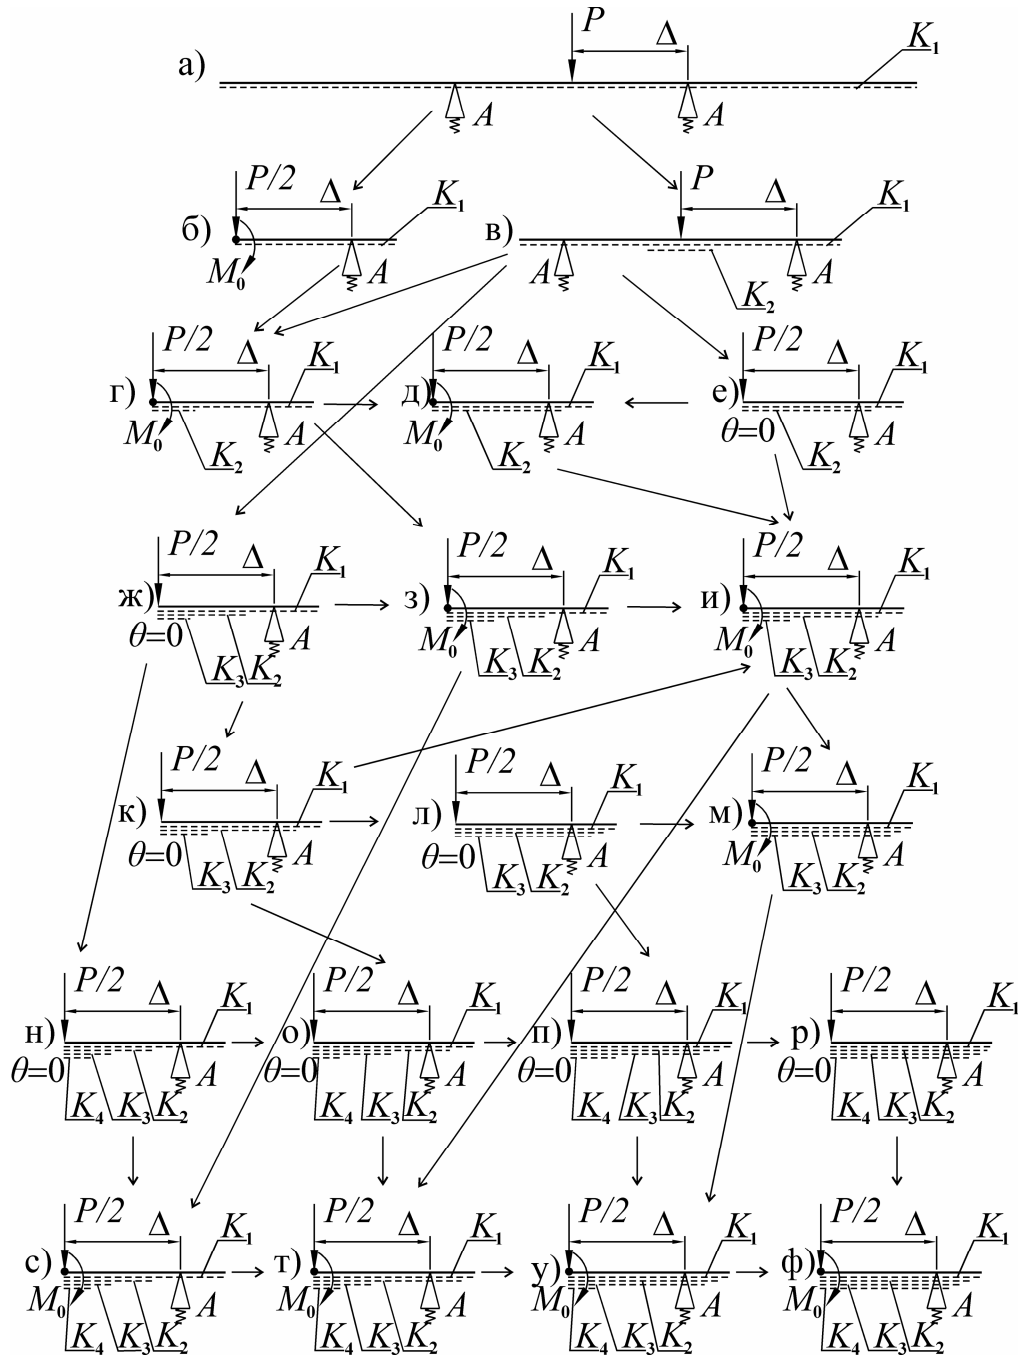 P
Δ K₁
а)
A A
P/2 P
Δ K₁ Δ K₁
б) в)
M₀ A A A
K₂
P/2 P/2 P/2
Δ K₁ Δ K₁ Δ K₁
г) д) е)
M₀ A M₀ A θ=0 A
K₂ K₂ K₂
P/2 P/2 P/2
Δ K₁ Δ K₁ Δ K₁
ж) з) и)
θ=0 A M₀ A M₀ A
K₃ K₂ K₃ K₂ K₃ K₂
P/2 P/2 P/2
Δ K₁ Δ K₁ Δ K₁
к) л) м)
θ=0 A θ=0 A M₀ A
K₃ K₂ K₃ K₂ K₃ K₂
P/2 P/2 P/2 P/2
Δ K₁ Δ K₁ Δ K₁ Δ K₁
н) о) п) р)
θ=0 A θ=0 A θ=0 A θ=0 A
K₄ K₃ K₂ K₄ K₃ K₂ K₄ K₃ K₂ K₄ K₃ K₂
P/2 P/2 P/2 P/2
Δ K₁ Δ K₁ Δ K₁ Δ K₁
с) т) у) ф)
M₀ A M₀ A M₀ A M₀ A
K₄ K₃ K₂ K₄ K₃ K₂ K₄ K₃ K₂ K₄ K₃ K₂